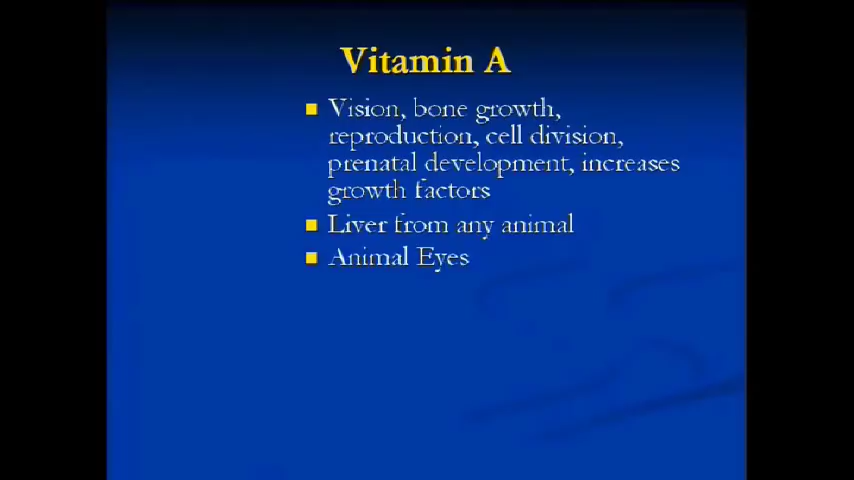 Vitamin A
Vision, bone growth,
reproduction, cell division,
prenatal development, increases
growth factors
Liver from any animal
Animal Eyes